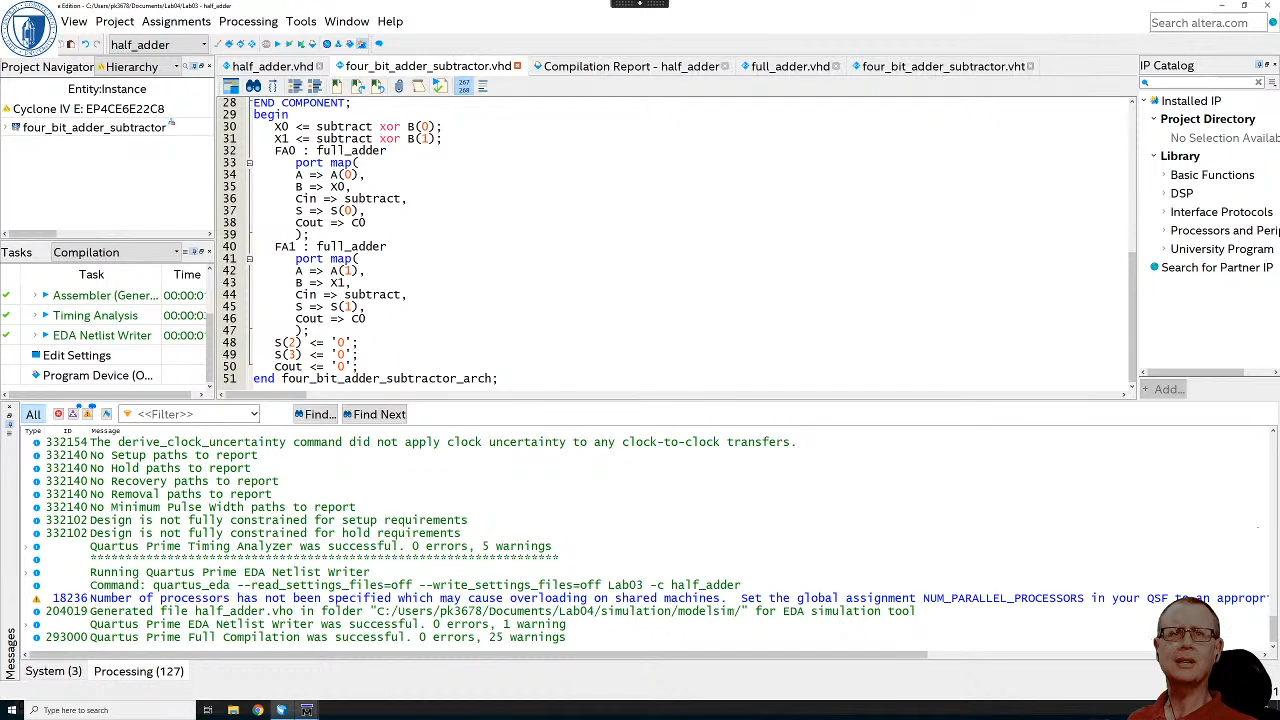 e Edition - C:/Users/pk3678/Documents/Lab04/Lab03 - half_adder
View Project Assignments Processing Tools Window Help
Search altera.com
half_adder
Project Navigator Hierarchy
half_adder.vhd four_bit_adder_subtractor.vhd Compilation Report - half_adder full_adder.vhd four_bit_adder_subtractor.vht
IP Catalog
Entity:Instance
Cyclone IV E: EP4CE6E22C8
four_bit_adder_subtractor
267
268
Installed IP
Project Directory
No Selection Availa
Library
Basic Functions
DSP
Interface Protocols
Processors and Perip
University Program
Search for Partner IP
Add...
28 END COMPONENT;
29 begin
30 X0 <= subtract xor B(0);
31 X1 <= subtract xor B(1);
32 FA0 : full_adder
33 port map(
34 A => A(0),
35 B => X0,
36 Cin => subtract,
37 S => S(0),
38 Cout => C0
39 );
40 FA1 : full_adder
41 port map(
42 A => A(1),
43 B => X1,
44 Cin => subtract,
45 S => S(1),
46 Cout => C0
47 );
48 S(2) <= '0';
49 S(3) <= '0';
50 Cout <= '0';
51 end four_bit_adder_subtractor_arch;
Tasks Compilation
Task Time
Assembler (Gener... 00:00:0
Timing Analysis 00:00:0
EDA Netlist Writer 00:00:0
Edit Settings
Program Device (O...
All <<Filter>> Find... Find Next
Type ID Message
332154 The derive_clock_uncertainty command did not apply clock uncertainty to any clock-to-clock transfers.
332140 No Setup paths to report
332140 No Hold paths to report
332140 No Recovery paths to report
332140 No Removal paths to report
332140 No Minimum Pulse Width paths to report
332102 Design is not fully constrained for setup requirements
332102 Design is not fully constrained for hold requirements
Quartus Prime Timing Analyzer was successful. 0 errors, 5 warnings
*******************************************************************
Running Quartus Prime EDA Netlist Writer
Command: quartus_eda --read_settings_files=off --write_settings_files=off Lab03 -c half_adder
18236 Number of processors has not been specified which may cause overloading on shared machines. Set the global assignment NUM_PARALLEL_PROCESSORS in your QSF to an appropr
204019 Generated file half_adder.vho in folder "C:/Users/pk3678/Documents/Lab04/simulation/modelsim/" for EDA simulation tool
Quartus Prime EDA Netlist Writer was successful. 0 errors, 1 warning
293000 Quartus Prime Full Compilation was successful. 0 errors, 25 warnings
Messages
System (3) Processing (127)
Type here to search